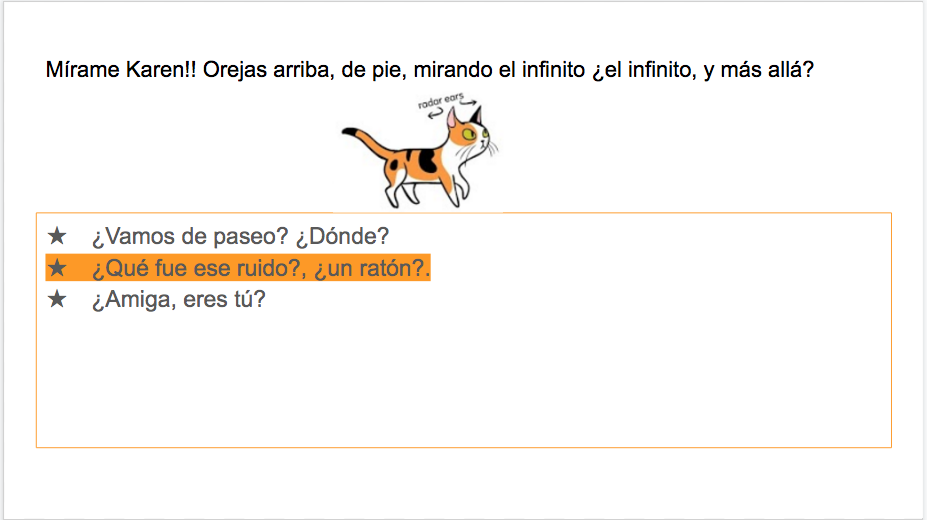 Mírame Karen!! Orejas arriba, de pie, mirando el infinito ¿el infinito, y más allá?
radar ears
★ ¿Vamos de paseo? ¿Dónde?
★ ¿Qué fue ese ruido?, ¿un ratón?.
★ ¿Amiga, eres tú?